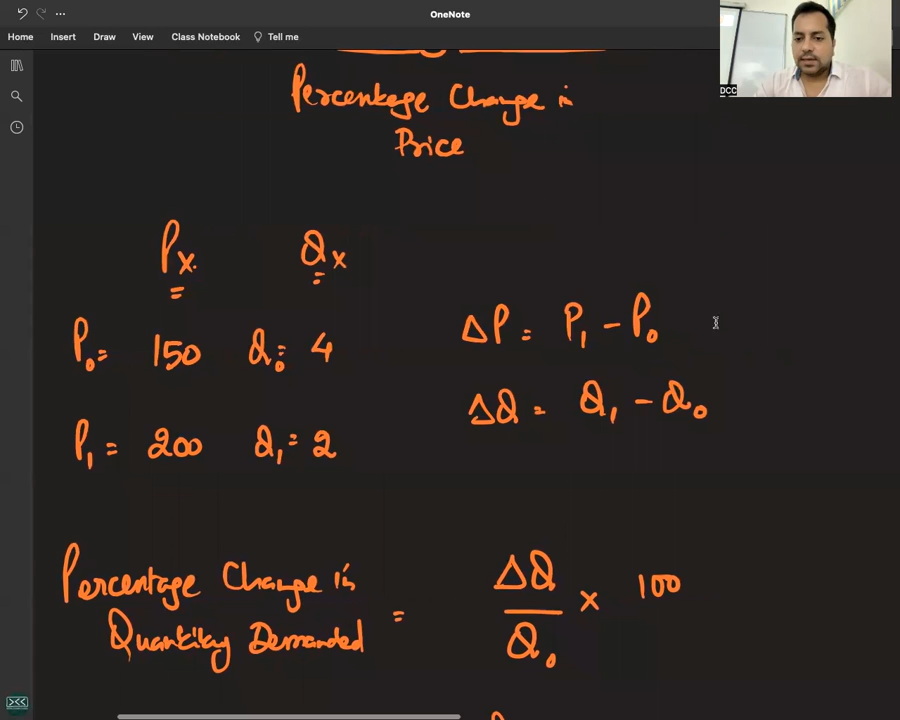 OneNote
Home Insert Draw View Class Notebook Tell me
DCC
Percentage Change in
Price
Px Qx
P₀ = 150 Q₀ = 4
P₁ = 200 Q₁ = 2
ΔP = P₁ - P₀
ΔQ = Q₁ - Q₀
Percentage Change in
Quantity Demanded = ΔQ / Q₀ × 100